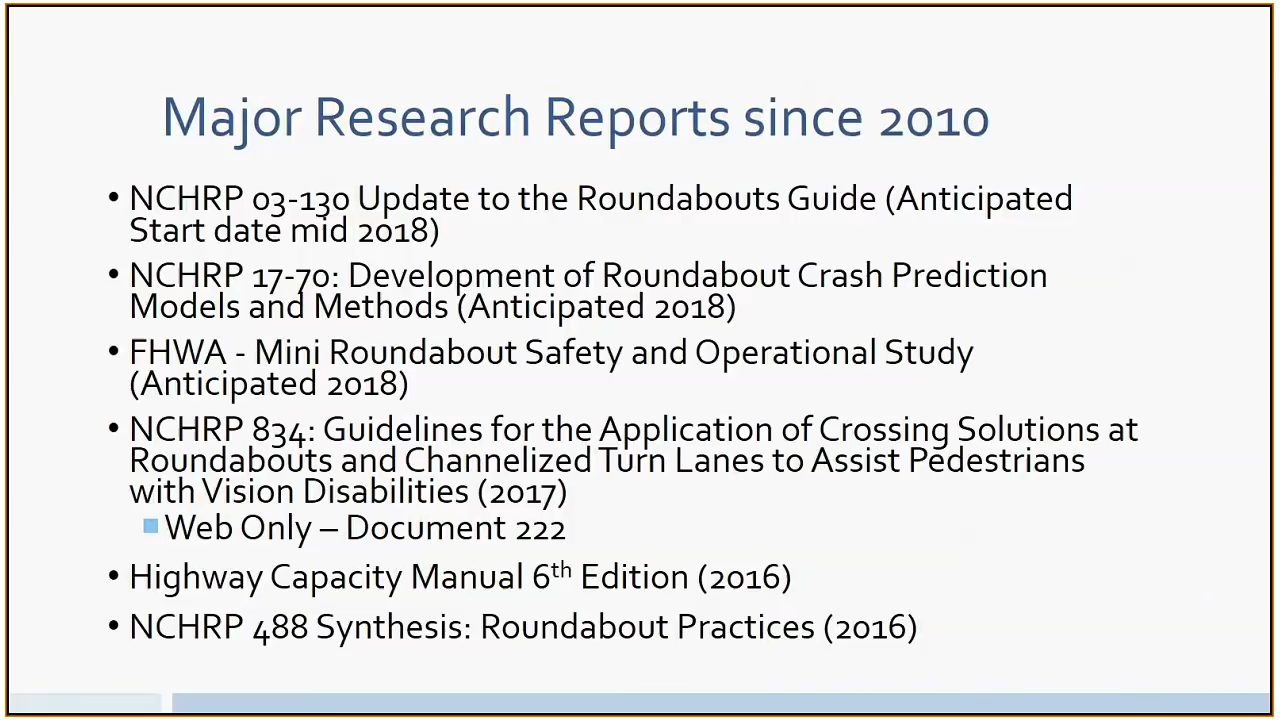 Major Research Reports since 2010
• NCHRP 03-130 Update to the Roundabouts Guide (Anticipated
Start date mid 2018)
• NCHRP 17-70: Development of Roundabout Crash Prediction
Models and Methods (Anticipated 2018)
• FHWA - Mini Roundabout Safety and Operational Study
(Anticipated 2018)
• NCHRP 834: Guidelines for the Application of Crossing Solutions at
Roundabouts and Channelized Turn Lanes to Assist Pedestrians
with Vision Disabilities (2017)
Web Only – Document 222
• Highway Capacity Manual 6th Edition (2016)
• NCHRP 488 Synthesis: Roundabout Practices (2016)